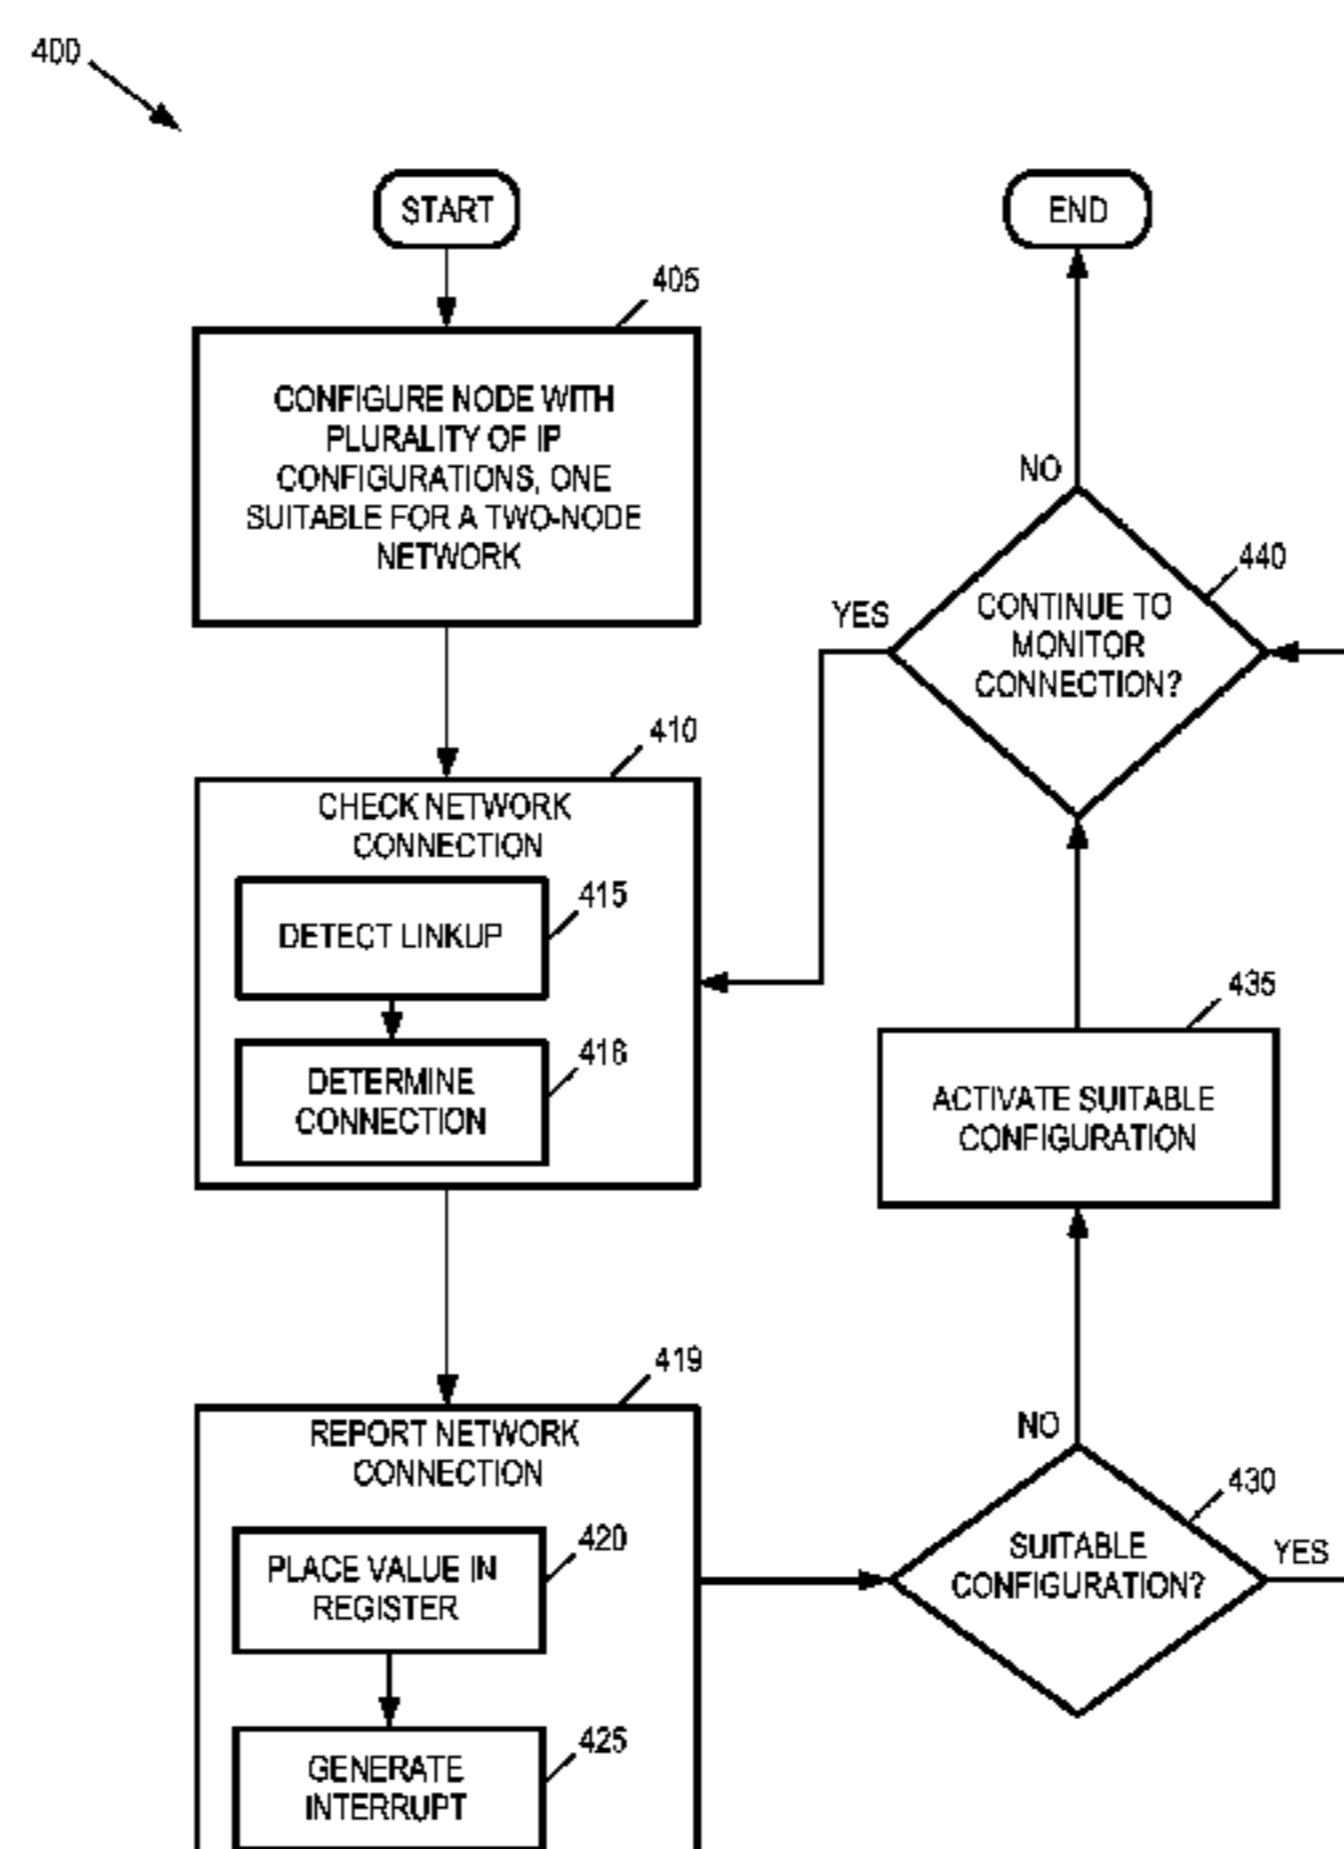 400
START
405
CONFIGURE NODE WITH
PLURALITY OF IP
CONFIGURATIONS, ONE
SUITABLE FOR A TWO-NODE
NETWORK
410
CHECK NETWORK
CONNECTION
415
DETECT LINKUP
416
DETERMINE
CONNECTION
419
REPORT NETWORK
CONNECTION
420
PLACE VALUE IN
REGISTER
425
GENERATE
INTERRUPT
END
NO
440
YES
CONTINUE TO
MONITOR
CONNECTION?
435
ACTIVATE SUITABLE
CONFIGURATION
NO
430
SUITABLE
CONFIGURATION?
YES